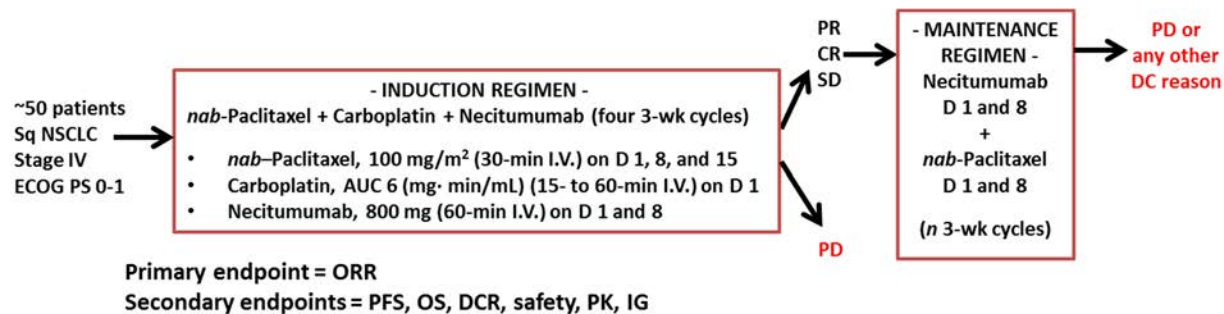 ~50 patients
Sq NSCLC
Stage IV
ECOG PS 0-1
- INDUCTION REGIMEN -
nab-Paclitaxel + Carboplatin + Necitumumab (four 3-wk cycles)
• nab–Paclitaxel, 100 mg/m² (30-min I.V.) on D 1, 8, and 15
• Carboplatin, AUC 6 (mg· min/mL) (15- to 60-min I.V.) on D 1
• Necitumumab, 800 mg (60-min I.V.) on D 1 and 8
PR
CR
SD
PD
- MAINTENANCE
REGIMEN -
Necitumumab
D 1 and 8
+
nab-Paclitaxel
D 1 and 8
(n 3-wk cycles)
PD or
any other
DC reason
Primary endpoint = ORR
Secondary endpoints = PFS, OS, DCR, safety, PK, IG